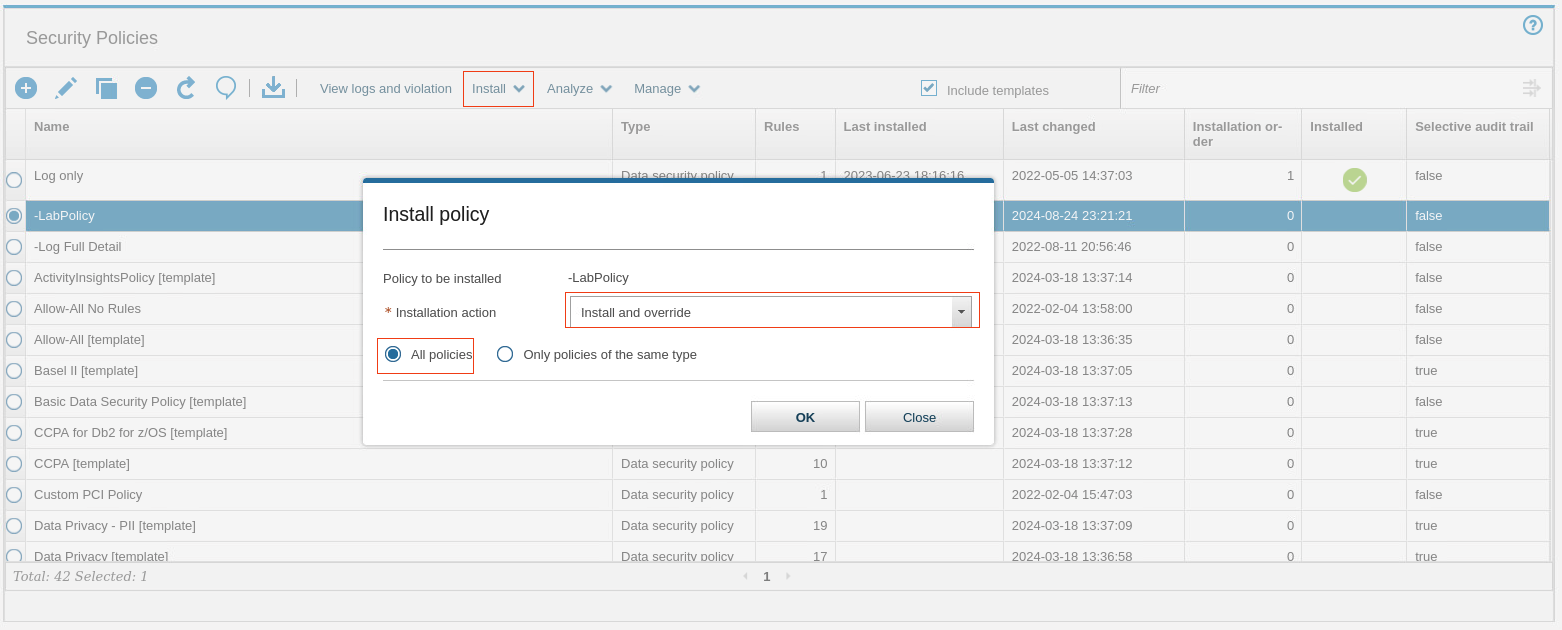 Security Policies
?
View logs and violation Install Analyze Manage Include templates Filter
Name Type Rules Last installed Last changed Installation or-
der Installed Selective audit trail
Log only Data security policy 1 2023-06-23 18:16:16 2022-05-05 14:37:03 1 false
-LabPolicy 2024-08-24 23:21:21 0 false
-Log Full Detail 2022-08-11 20:56:46 0 false
ActivityInsightsPolicy [template] 2024-03-18 13:37:14 0 false
Allow-All No Rules 2022-02-04 13:58:00 0 false
Allow-All [template] 2024-03-18 13:36:35 0 false
Basel II [template] 2024-03-18 13:37:05 0 true
Basic Data Security Policy [template] 2024-03-18 13:37:13 0 false
CCPA for Db2 for z/OS [template] 2024-03-18 13:37:28 0 true
CCPA [template] Data security policy 10 2024-03-18 13:37:12 0 true
Custom PCI Policy Data security policy 1 2022-02-04 15:47:03 0 false
Data Privacy - PII [template] Data security policy 19 2024-03-18 13:37:09 0 true
Data Privacy [template] Data security policy 17 2024-03-18 13:36:58 0 true
Total: 42 Selected: 1 1
Install policy
Policy to be installed -LabPolicy
* Installation action Install and override
All policies Only policies of the same type
OK Close